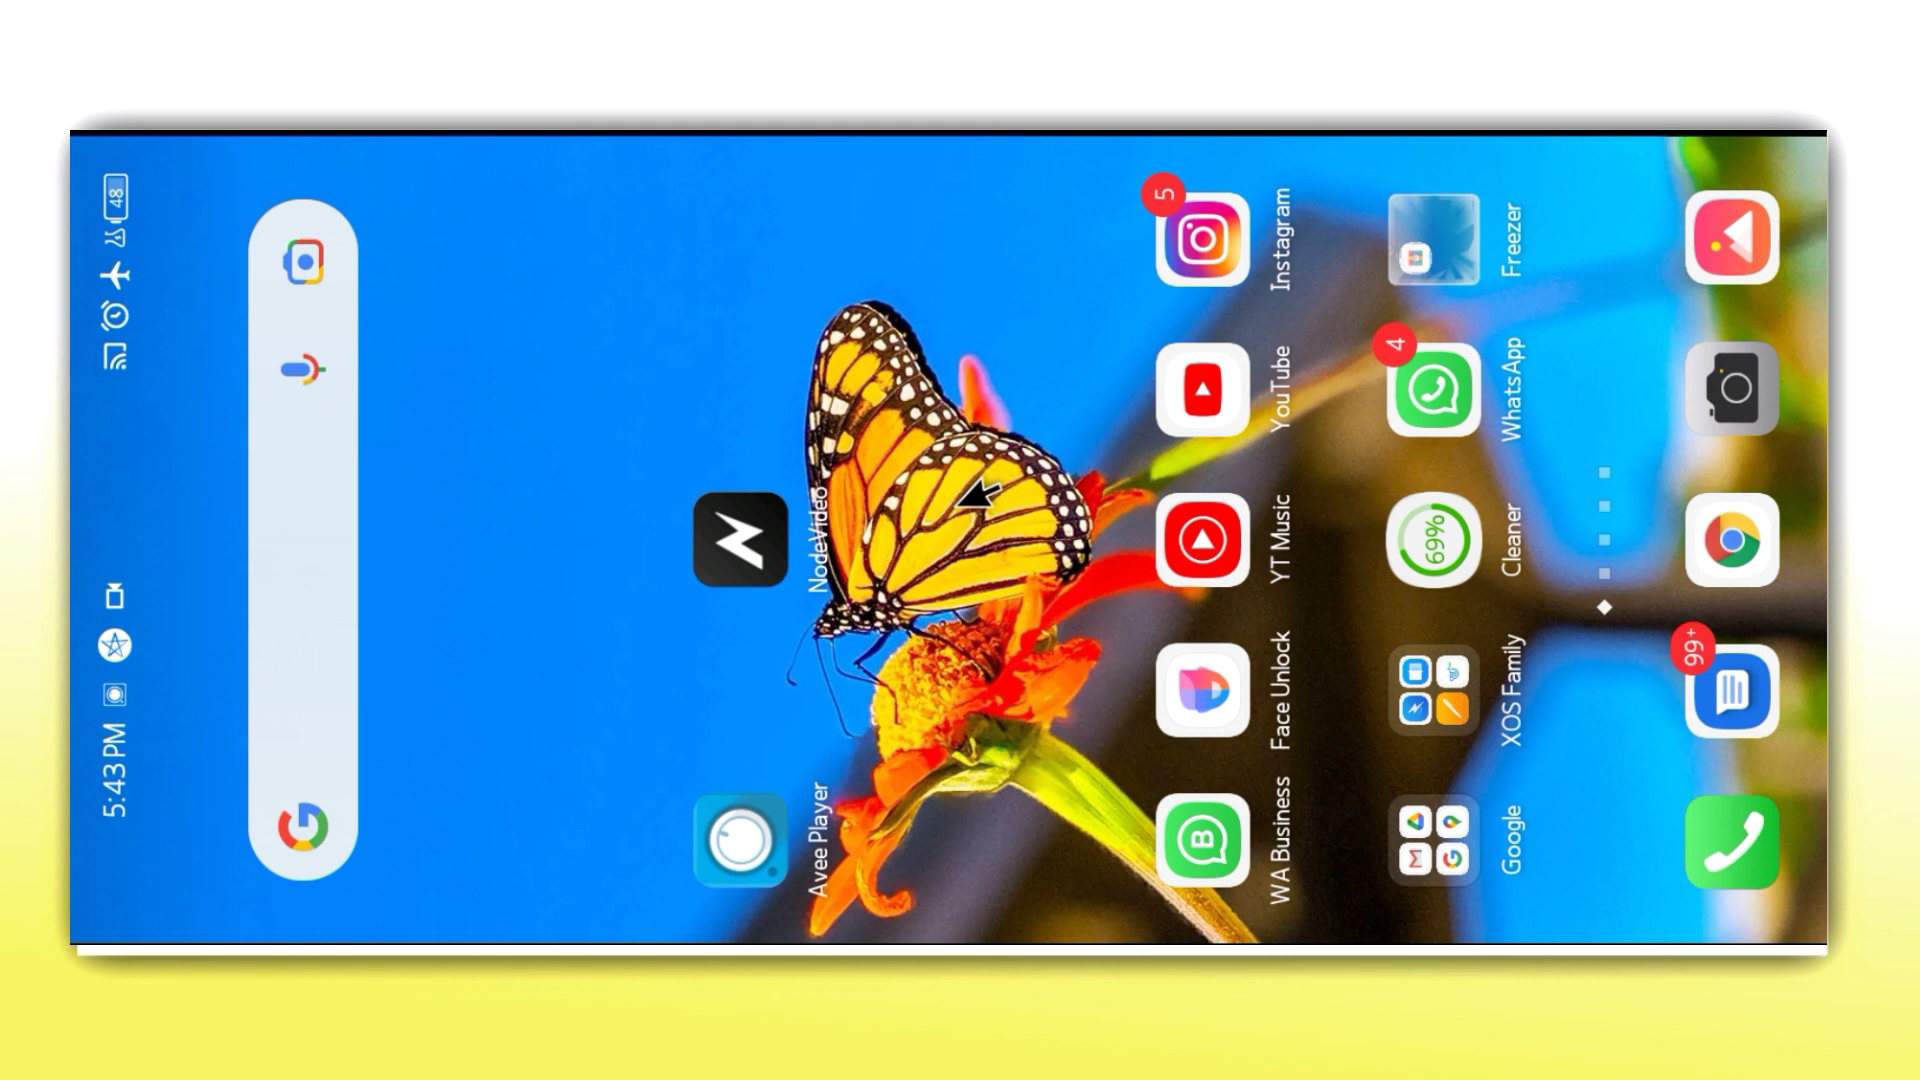 5:43 PM 48
Avee Player NodeVideo
5
WA Business Face Unlock YT Music YouTube Instagram
69% 4
Google XOS Family Cleaner WhatsApp Freezer
99+